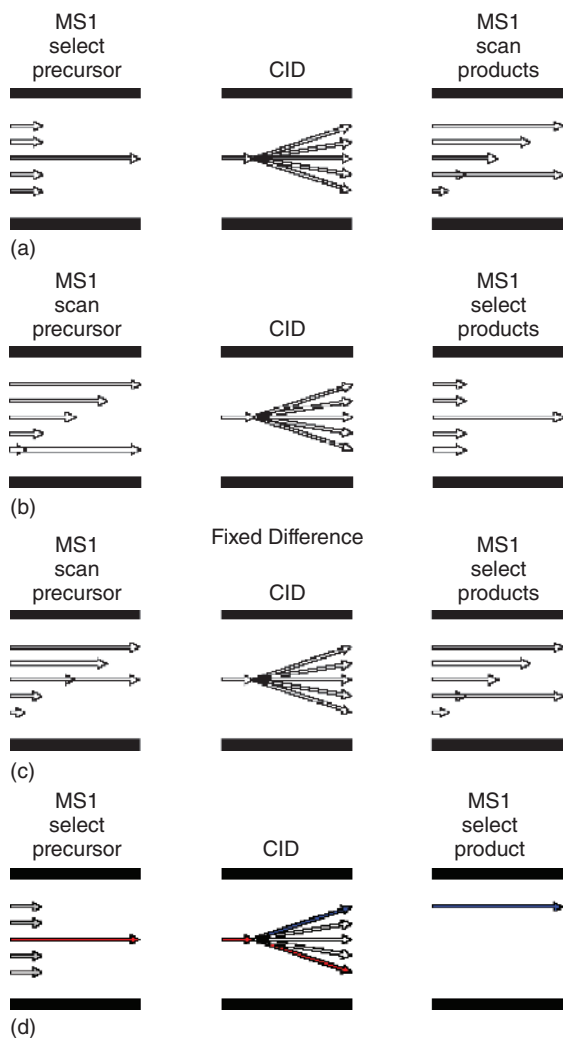 MS1
select
precursor
CID
MS1
scan
products
(a)
MS1
scan
precursor
CID
MS1
select
products
(b)
Fixed Difference
MS1
scan
precursor
CID
MS1
select
products
(c)
MS1
select
precursor
CID
MS1
select
product
(d)